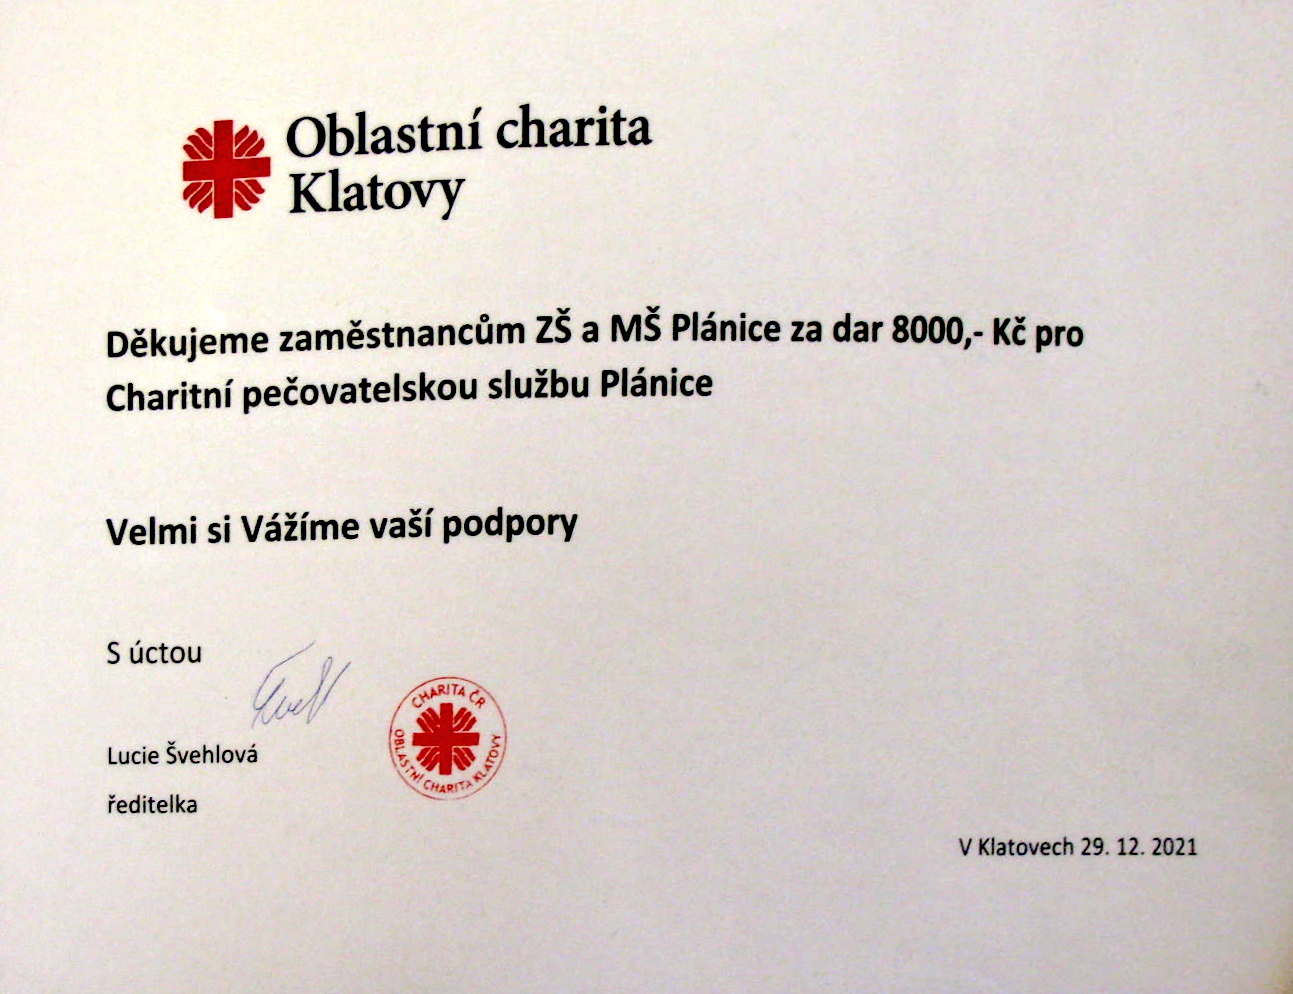 Oblastní charita
Klatovy
Děkujeme zaměstnancům ZŠ a MŠ Plánice za dar 8000,- Kč pro
Charitní pečovatelskou službu Plánice
Velmi si Vážíme vaší podpory
S úctou
Lucie Švehlová
ředitelka
CHARITA ČR
OBLASTNÍ CHARITA KLATOVY
V Klatovech 29. 12. 2021